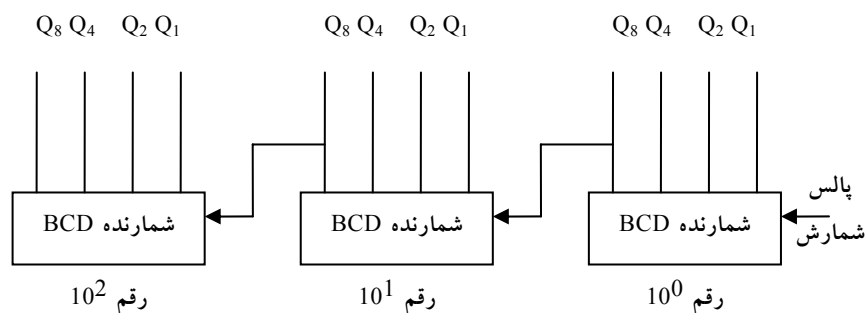 Q8 Q4 Q2 Q1 Q8 Q4 Q2 Q1 Q8 Q4 Q2 Q1
پالس
شمارش
شمارنده BCD شمارنده BCD شمارنده BCD
رقم 10^2 رقم 10^1 رقم 10^0